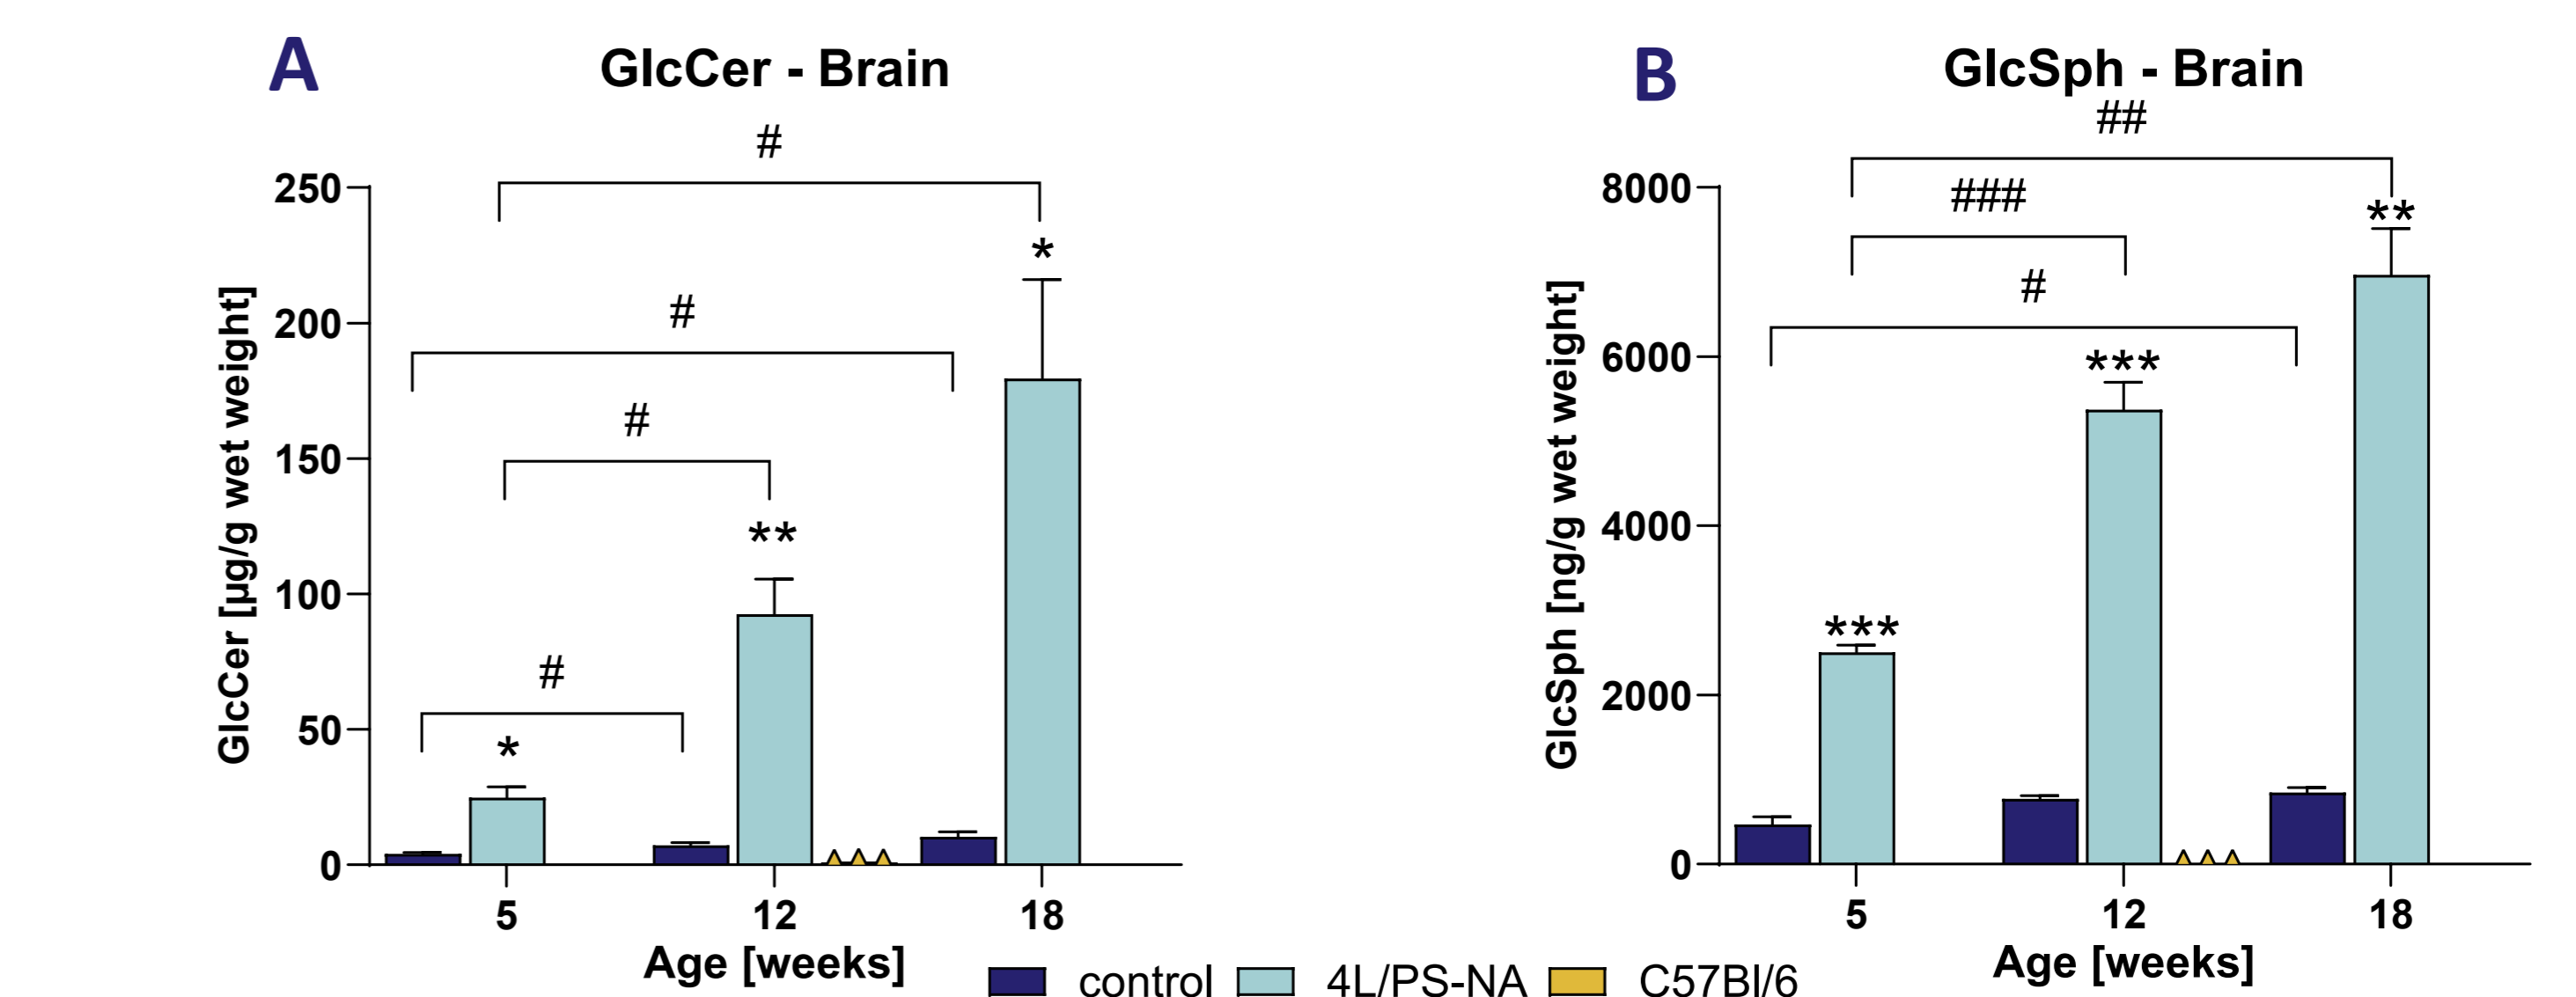 A
GlcCer - Brain
#
250
*
200
#
GlcCer [µg/g wet weight]
150
#
**
100
#
50
*
0
5
12
18
Age [weeks]
B
GlcSph - Brain
##
8000
###
**
#
GlcSph [ng/g wet weight]
6000
***
4000
***
2000
0
5
12
18
Age [weeks]
control
4L/PS-NA
C57Bl/6